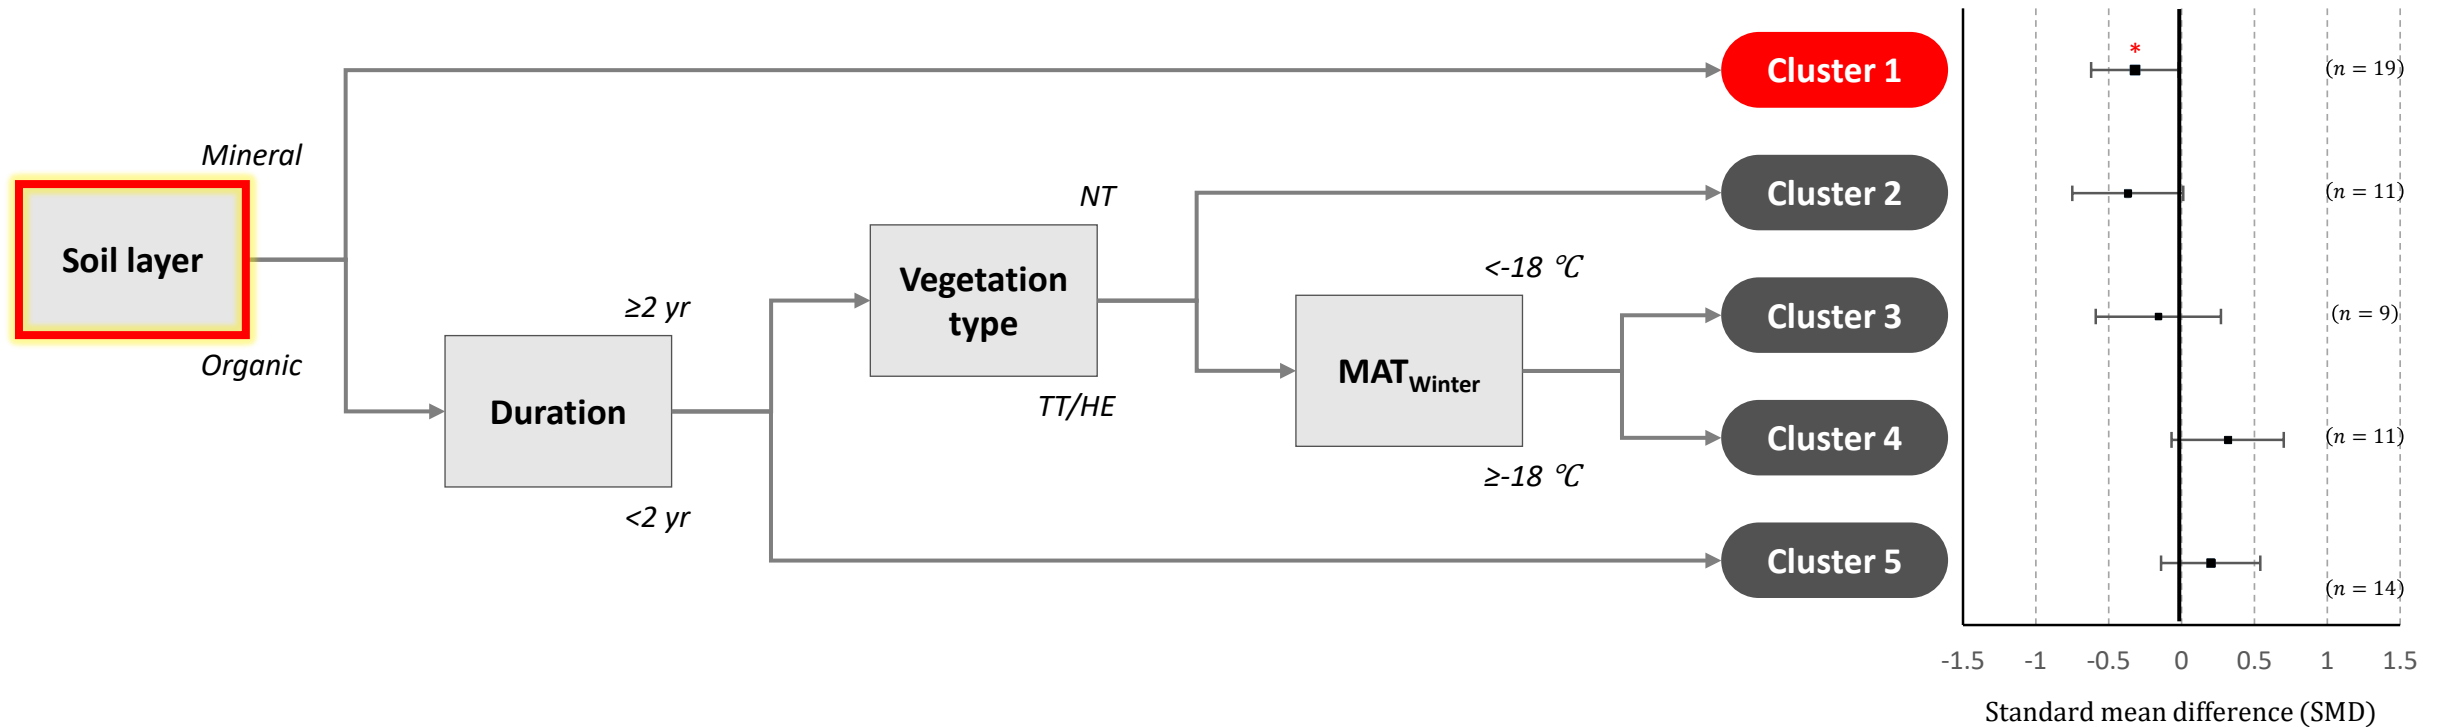 Soil layer
Mineral
Organic
Duration
≥2 yr
<2 yr
Vegetation
type
NT
TT/HE
MATWinter
<-18 ℃
≥-18 ℃
Cluster 1
Cluster 2
Cluster 3
Cluster 4
Cluster 5
*
(n = 19)
(n = 11)
(n = 9)
(n = 11)
(n = 14)
-1.5 -1 -0.5 0 0.5 1 1.5
Standard mean difference (SMD)